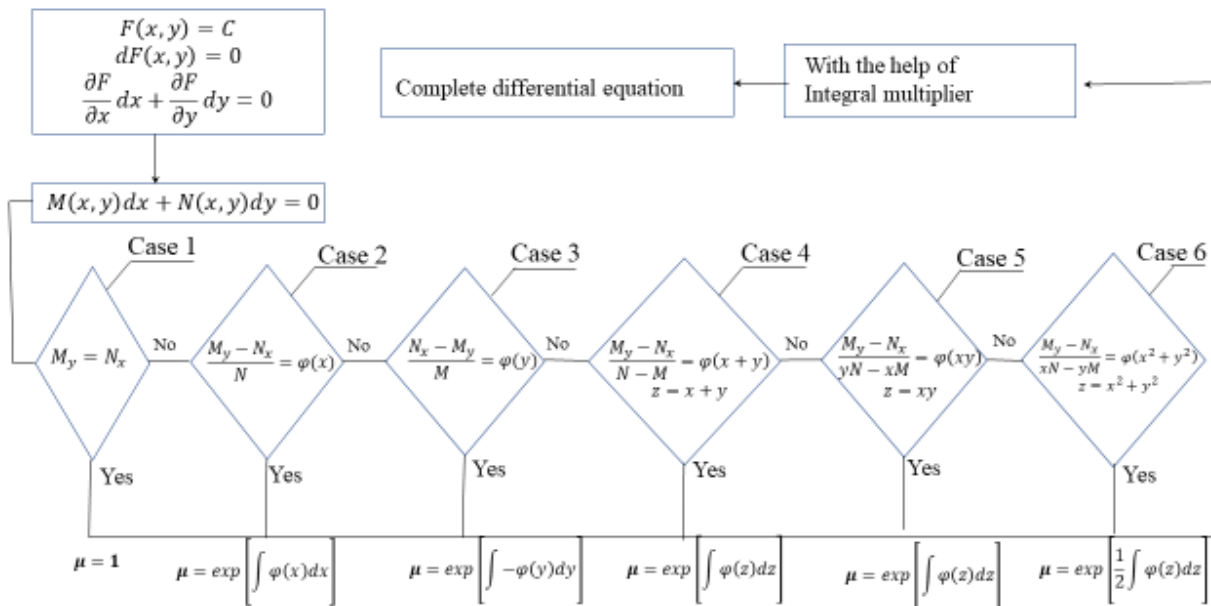 F(x, y) = C
dF(x, y) = 0
∂F/∂x dx + ∂F/∂y dy = 0
Complete differential equation
With the help of
Integral multiplier
M(x, y)dx + N(x, y)dy = 0
Case 1
Case 2
Case 3
Case 4
Case 5
Case 6
M_y = N_x
No
(M_y − N_x)/N = φ(x)
No
(N_x − M_y)/M = φ(y)
No
(M_y − N_x)/(N − M) = φ(x + y)
z = x + y
No
(M_y − N_x)/(yN − xM) = φ(xy)
z = xy
No
(M_y − N_x)/(xN − yM) = φ(x² + y²)
z = x² + y²
Yes
Yes
Yes
Yes
Yes
Yes
μ = 1
μ = exp[∫ φ(x)dx]
μ = exp[∫ −φ(y)dy]
μ = exp[∫ φ(z)dz]
μ = exp[∫ φ(z)dz]
μ = exp[1/2 ∫ φ(z)dz]